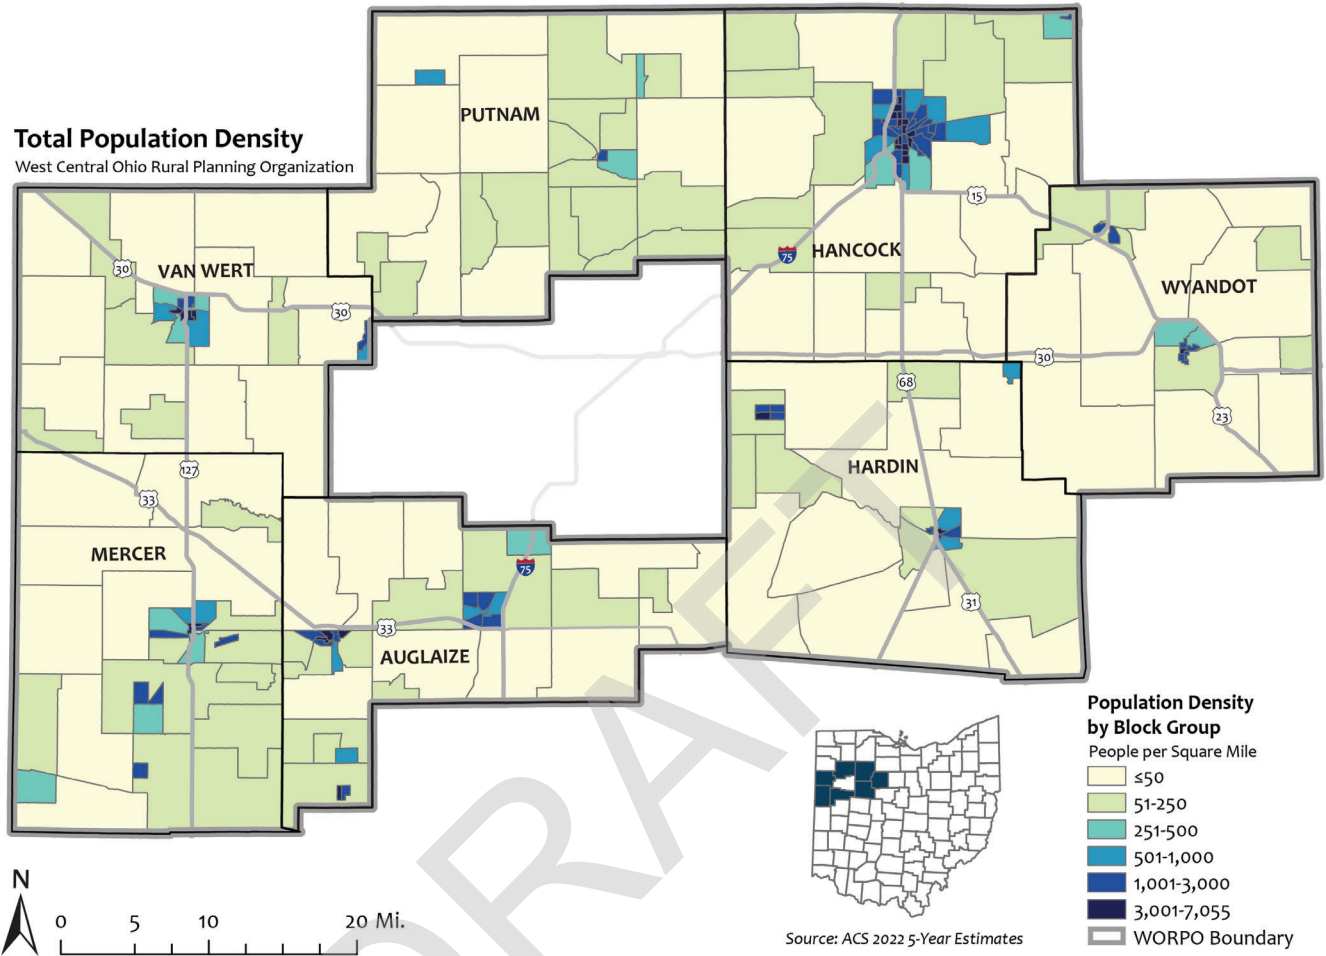 Total Population Density
West Central Ohio Rural Planning Organization
PUTNAM
HANCOCK
15
75
VAN WERT
30
30
WYANDOT
30
68
23
HARDIN
127
33
MERCER
75
33
AUGLAIZE
31
DRAFT
Population Density
by Block Group
People per Square Mile
≤50
51-250
251-500
501-1,000
1,001-3,000
3,001-7,055
WORPO Boundary
N
0 5 10 20 Mi.
Source: ACS 2022 5-Year Estimates